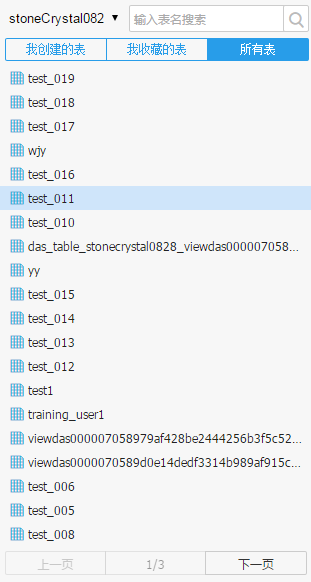 stoneCrystal082 ▼ 输入表名搜索
我创建的表 我收藏的表 所有表
test_019
test_018
test_017
wjy
test_016
test_011
test_010
das_table_stonecrystal0828_viewdas000007058...
yy
test_015
test_014
test_013
test_012
test1
training_user1
viewdas000007058979af428be2444256b3f5c52...
viewdas0000070589d0e14dedf3314b989af915c...
test_006
test_005
test_008
上一页 1/3 下一页